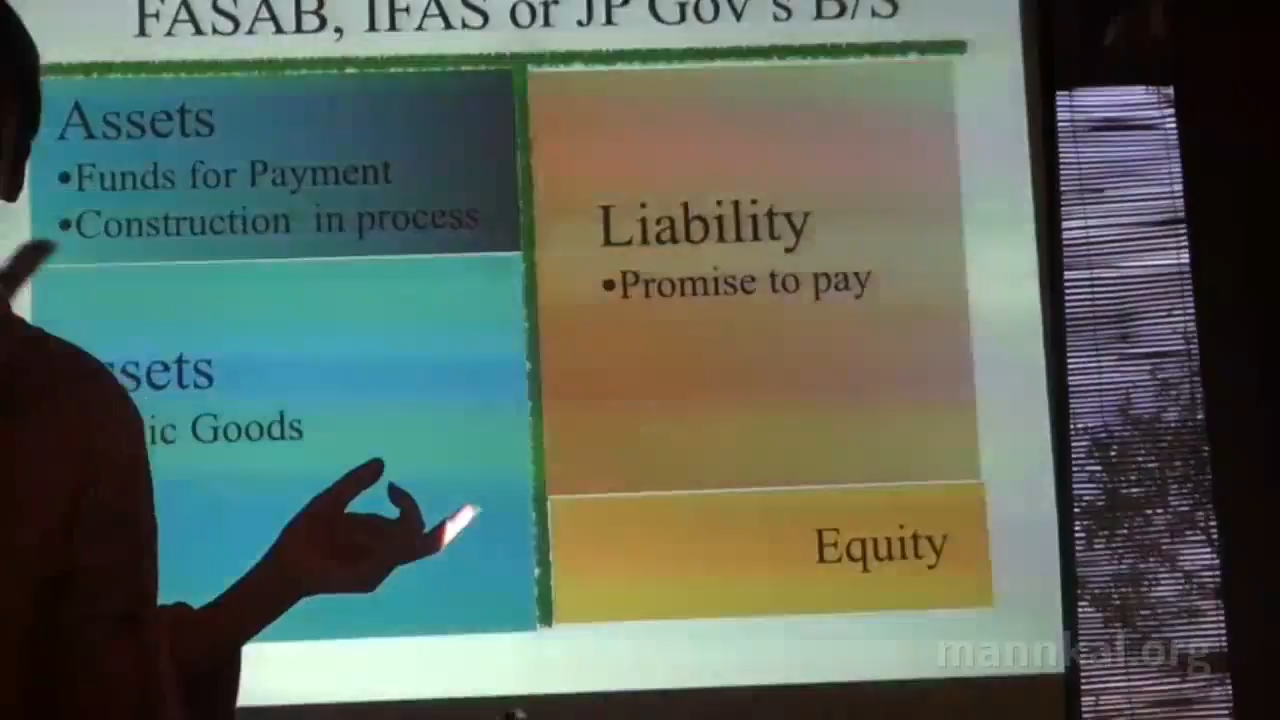 FASAB, IFAS or JP Gov's B/S
Assets
•Funds for Payment
•Construction in process
Liability
•Promise to pay
ssets
ic Goods
Equity
mannkal.org